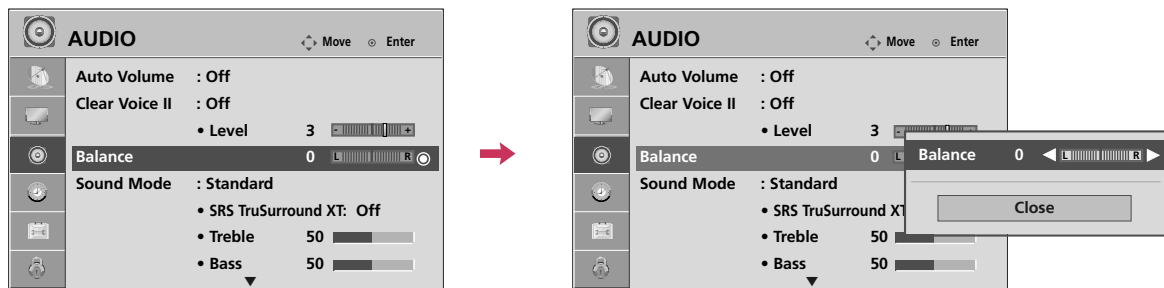 AUDIO Move Enter
Auto Volume : Off
Clear Voice II : Off
• Level 3 - +
Balance 0 L R
Sound Mode : Standard
• SRS TruSurround XT: Off
• Treble 50
• Bass 50
AUDIO Move Enter
Auto Volume : Off
Clear Voice II : Off
• Level 3 -
Balance 0 L
Sound Mode : Standard
• SRS TruSurround XT
• Treble 50
• Bass 50
Balance 0 L R
Close